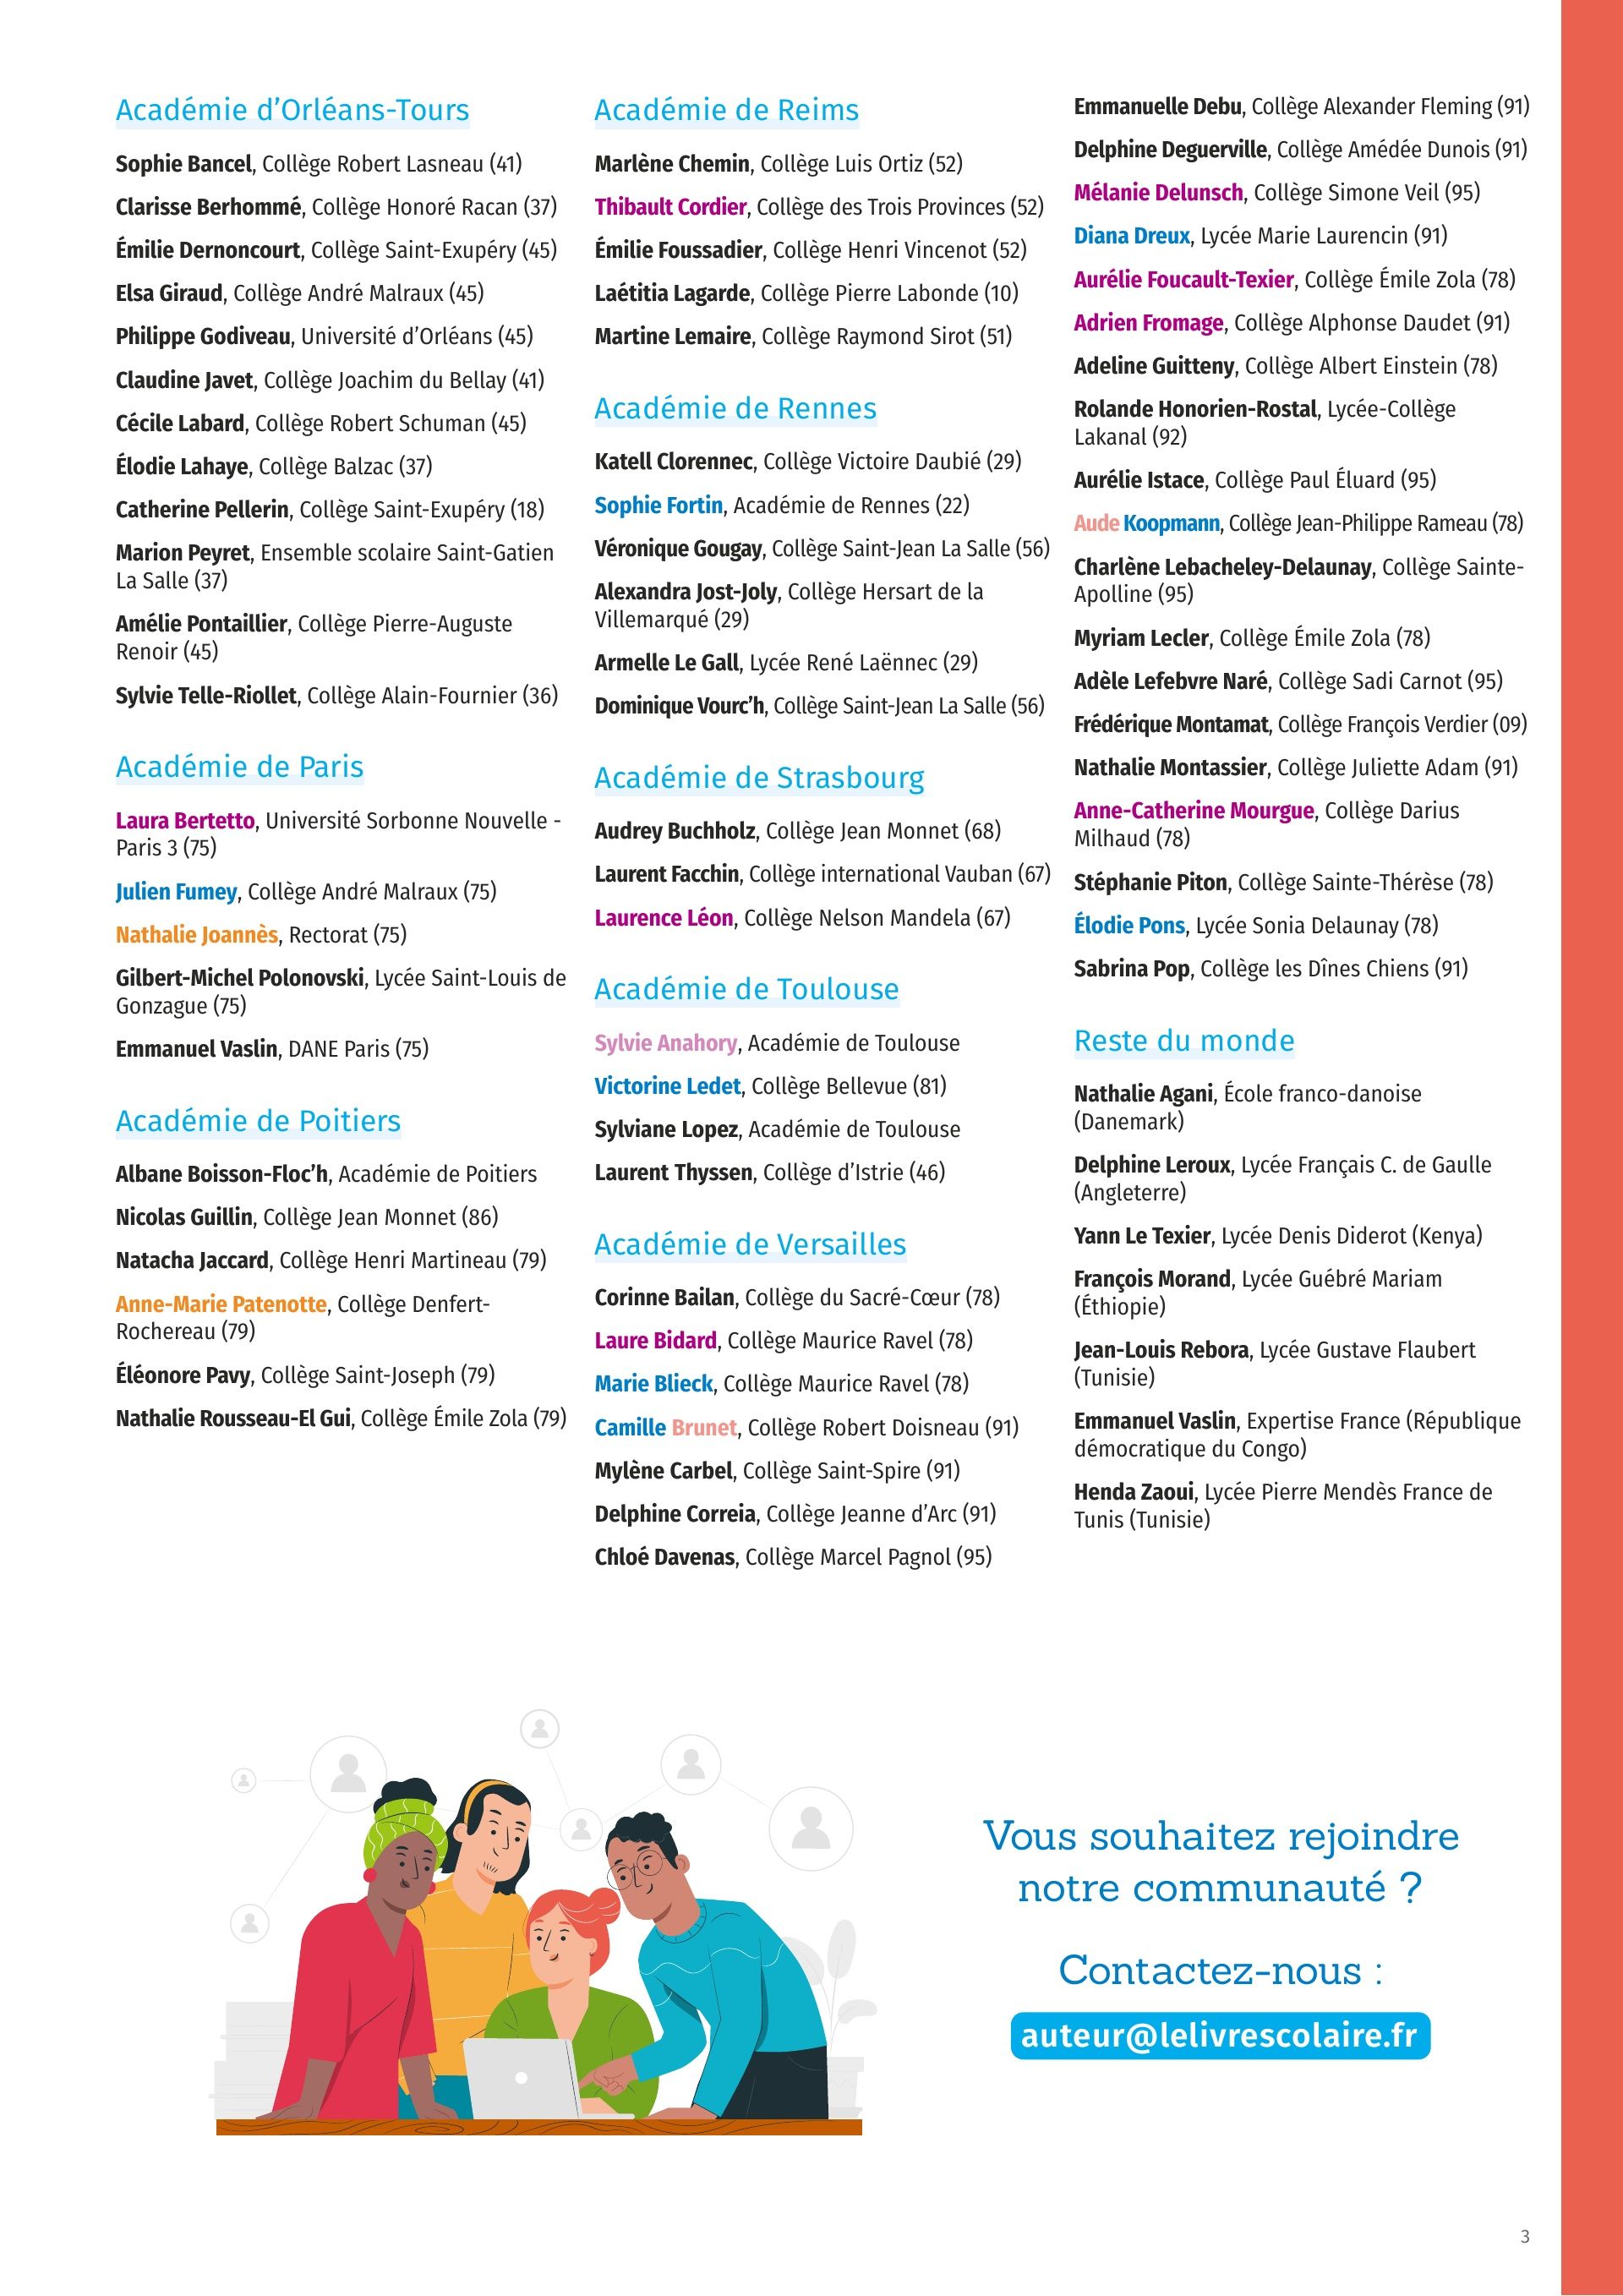 Académie d’Orléans-Tours
Sophie Bancel, Collège Robert Lasneau (41)
Clarisse Berhommé, Collège Honoré Racan (37)
Émilie Dernoncourt, Collège Saint-Exupéry (45)
Elsa Giraud, Collège André Malraux (45)
Philippe Godiveau, Université d’Orléans (45)
Claudine Javet, Collège Joachim du Bellay (41)
Cécile Labard, Collège Robert Schuman (45)
Élodie Lahaye, Collège Balzac (37)
Catherine Pellerin, Collège Saint-Exupéry (18)
Marion Peyret, Ensemble scolaire Saint-Gatien
La Salle (37)
Amélie Pontaillier, Collège Pierre-Auguste
Renoir (45)
Sylvie Telle-Riollet, Collège Alain-Fournier (36)
Académie de Paris
Laura Bertetto, Université Sorbonne Nouvelle -
Paris 3 (75)
Julien Fumey, Collège André Malraux (75)
Nathalie Joannès, Rectorat (75)
Gilbert-Michel Polonovski, Lycée Saint-Louis de
Gonzague (75)
Emmanuel Vaslin, DANE Paris (75)
Académie de Poitiers
Albane Boisson-Floc’h, Académie de Poitiers
Nicolas Guillin, Collège Jean Monnet (86)
Natacha Jaccard, Collège Henri Martineau (79)
Anne-Marie Patenotte, Collège Denfert-
Rochereau (79)
Éléonore Pavy, Collège Saint-Joseph (79)
Nathalie Rousseau-El Gui, Collège Émile Zola (79)
Académie de Reims
Marlène Chemin, Collège Luis Ortiz (52)
Thibault Cordier, Collège des Trois Provinces (52)
Émilie Foussadier, Collège Henri Vincenot (52)
Laétitia Lagarde, Collège Pierre Labonde (10)
Martine Lemaire, Collège Raymond Sirot (51)
Académie de Rennes
Katell Clorennec, Collège Victoire Daubié (29)
Sophie Fortin, Académie de Rennes (22)
Véronique Gougay, Collège Saint-Jean La Salle (56)
Alexandra Jost-Joly, Collège Hersart de la
Villemarqué (29)
Armelle Le Gall, Lycée René Laënnec (29)
Dominique Vourc’h, Collège Saint-Jean La Salle (56)
Académie de Strasbourg
Audrey Buchholz, Collège Jean Monnet (68)
Laurent Facchin, Collège international Vauban (67)
Laurence Léon, Collège Nelson Mandela (67)
Académie de Toulouse
Sylvie Anahory, Académie de Toulouse
Victorine Ledet, Collège Bellevue (81)
Sylviane Lopez, Académie de Toulouse
Laurent Thyssen, Collège d’Istrie (46)
Académie de Versailles
Corinne Bailan, Collège du Sacré-Cœur (78)
Laure Bidard, Collège Maurice Ravel (78)
Marie Blieck, Collège Maurice Ravel (78)
Camille Brunet, Collège Robert Doisneau (91)
Mylène Carbel, Collège Saint-Spire (91)
Delphine Correia, Collège Jeanne d’Arc (91)
Chloé Davenas, Collège Marcel Pagnol (95)
Emmanuelle Debu, Collège Alexander Fleming (91)
Delphine Deguerville, Collège Amédée Dunois (91)
Mélanie Delunsch, Collège Simone Veil (95)
Diana Dreux, Lycée Marie Laurencin (91)
Aurélie Foucault-Texier, Collège Émile Zola (78)
Adrien Fromage, Collège Alphonse Daudet (91)
Adeline Guitteny, Collège Albert Einstein (78)
Rolande Honorien-Rostal, Lycée-Collège
Lakanal (92)
Aurélie Istace, Collège Paul Éluard (95)
Aude Koopmann, Collège Jean-Philippe Rameau (78)
Charlène Lebacheley-Delaunay, Collège Sainte-
Apolline (95)
Myriam Lecler, Collège Émile Zola (78)
Adèle Lefebvre Naré, Collège Sadi Carnot (95)
Frédérique Montamat, Collège François Verdier (09)
Nathalie Montassier, Collège Juliette Adam (91)
Anne-Catherine Mourgue, Collège Darius
Milhaud (78)
Stéphanie Piton, Collège Sainte-Thérèse (78)
Élodie Pons, Lycée Sonia Delaunay (78)
Sabrina Pop, Collège les Dînes Chiens (91)
Reste du monde
Nathalie Agani, École franco-danoise
(Danemark)
Delphine Leroux, Lycée Français C. de Gaulle
(Angleterre)
Yann Le Texier, Lycée Denis Diderot (Kenya)
François Morand, Lycée Guébré Mariam
(Éthiopie)
Jean-Louis Rebora, Lycée Gustave Flaubert
(Tunisie)
Emmanuel Vaslin, Expertise France (République
démocratique du Congo)
Henda Zaoui, Lycée Pierre Mendès France de
Tunis (Tunisie)
Vous souhaitez rejoindre
notre communauté ?
Contactez-nous :
auteur@lelivrescolaire.fr
3